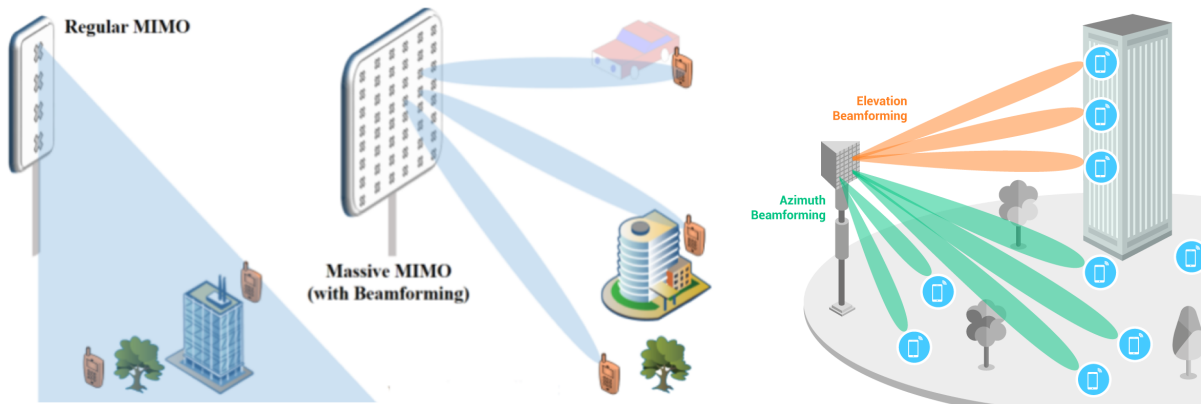 Regular MIMO
Massive MIMO
(with Beamforming)
Elevation
Beamforming
Azimuth
Beamforming